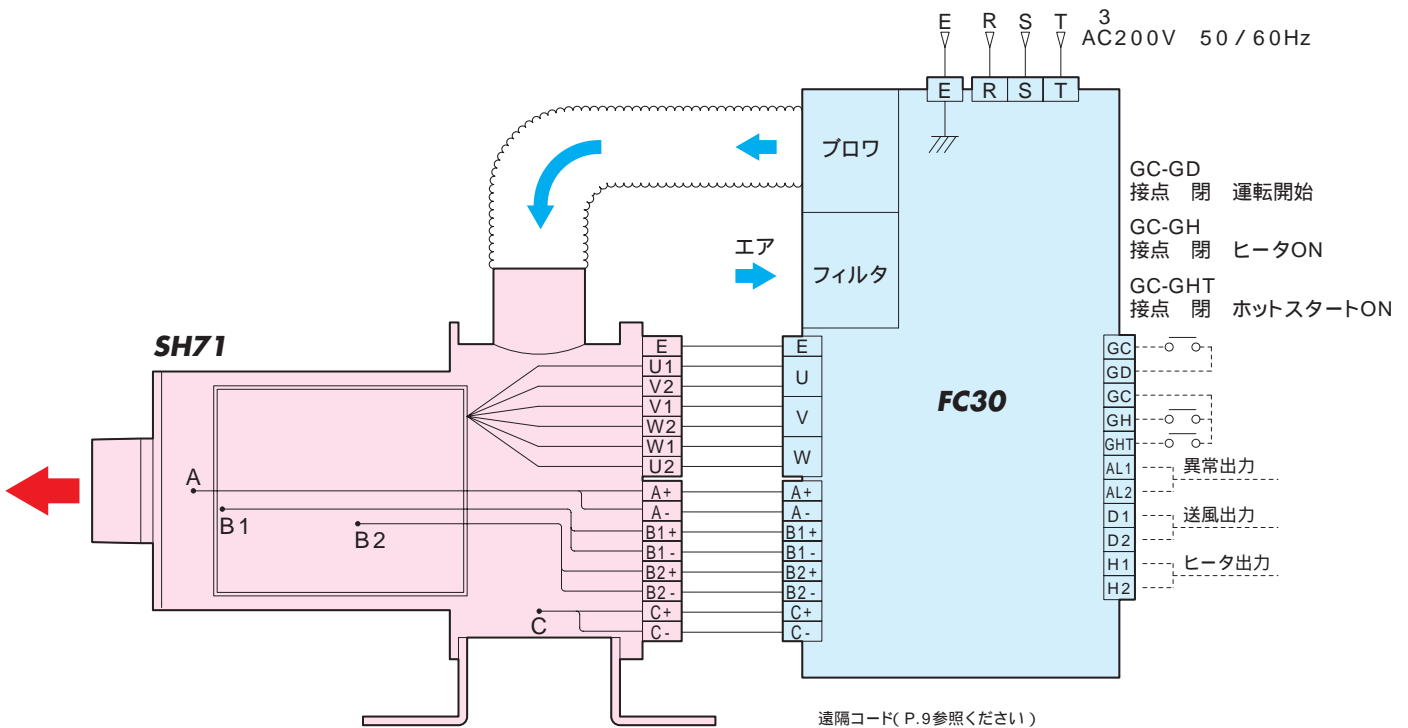 E R S T 3
AC200V 50/60Hz
E R S T
ブロワ
フィルタ
エア
GC-GD
接点 閉 運転開始
GC-GH
接点 閉 ヒータON
GC-GHT
接点 閉 ホットスタートON
SH71
FC30
E
U1
V2
V1
W2
W1
U2
A+
A-
B1+
B1-
B2+
B2-
C+
C-
E
U
V
W
A+
A-
B1+
B1-
B2+
B2-
C+
C-
A
B1
B2
C
GC
GD
GC
GH
GHT
AL1
AL2
D1
D2
H1
H2
異常出力
送風出力
ヒータ出力
遠隔コード(P.9参照ください)